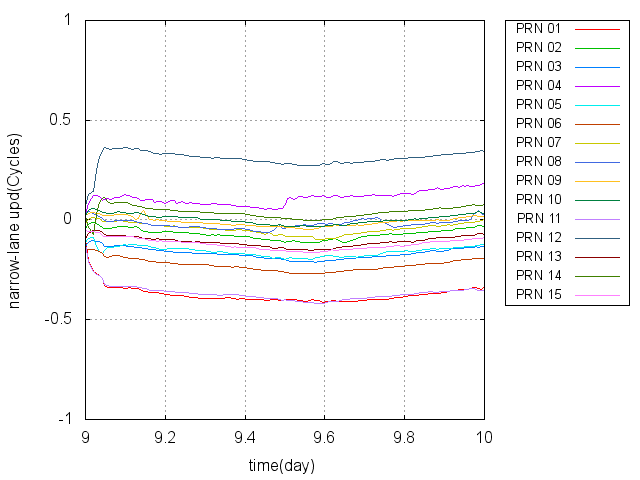 1
0.5
0
-0.5
-1
narrow-lane upd(Cycles)
9
9.2
9.4
9.6
9.8
10
time(day)
PRN 01
PRN 02
PRN 03
PRN 04
PRN 05
PRN 06
PRN 07
PRN 08
PRN 09
PRN 10
PRN 11
PRN 12
PRN 13
PRN 14
PRN 15